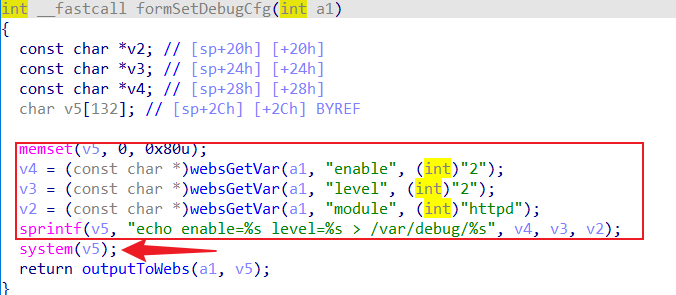 int __fastcall formSetDebugCfg(int a1)
{
const char *v2; // [sp+20h] [+20h]
const char *v3; // [sp+24h] [+24h]
const char *v4; // [sp+28h] [+28h]
char v5[132]; // [sp+2Ch] [+2Ch] BYREF
memset(v5, 0, 0x80u);
v4 = (const char *)websGetVar(a1, "enable", (int)"2");
v3 = (const char *)websGetVar(a1, "level", (int)"2");
v2 = (const char *)websGetVar(a1, "module", (int)"httpd");
sprintf(v5, "echo enable=%s level=%s > /var/debug/%s", v4, v3, v2);
system(v5);
return outputToWebs(a1, v5);
}